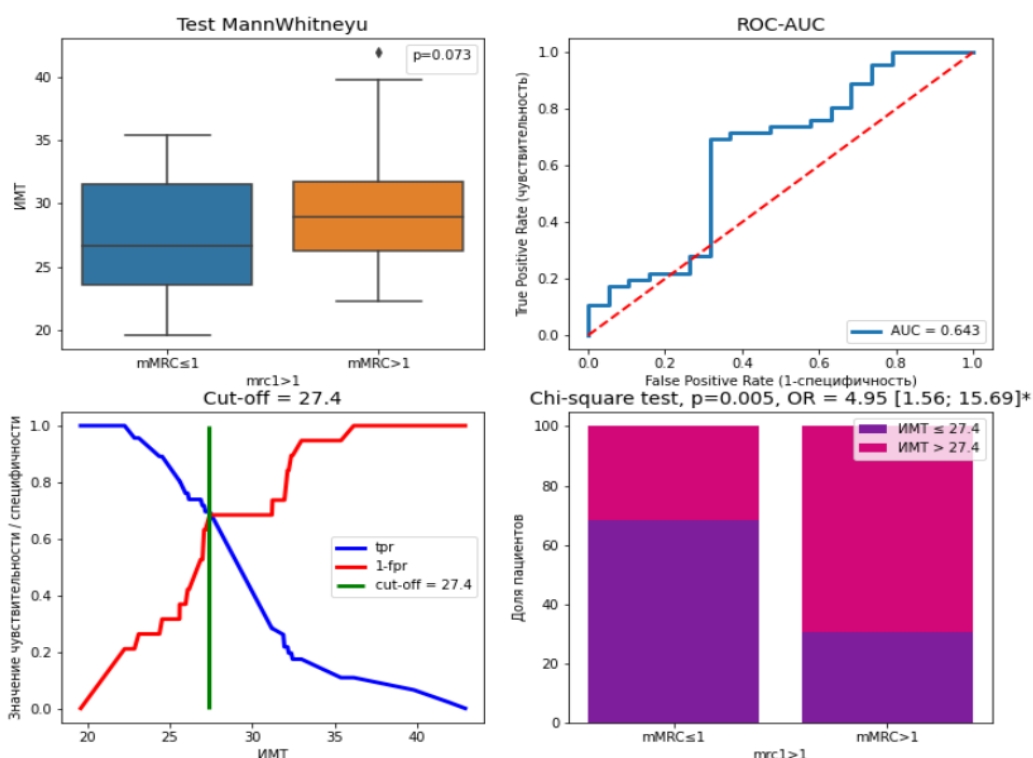 Test MannWhitneyu
p=0.073
40
35
30
25
20
ИМТ
mMRC≤1
mMRC>1
mrc1>1
ROC-AUC
1.0
0.8
0.6
0.4
0.2
0.0
True Positive Rate (чувствительность)
AUC = 0.643
0.0 0.2 0.4 0.6 0.8 1.0
False Positive Rate (1-специфичность)
Cut-off = 27.4
1.0
0.8
0.6
0.4
0.2
0.0
Значение чувствительности / специфичности
tpr
1-fpr
cut-off = 27.4
20 25 30 35 40
ИМТ
Chi-square test, p=0.005, OR = 4.95 [1.56; 15.69]*
ИМТ ≤ 27.4
ИМТ > 27.4
100
80
60
40
20
0
Доля пациентов
mMRC≤1
mMRC>1
mrc1>1